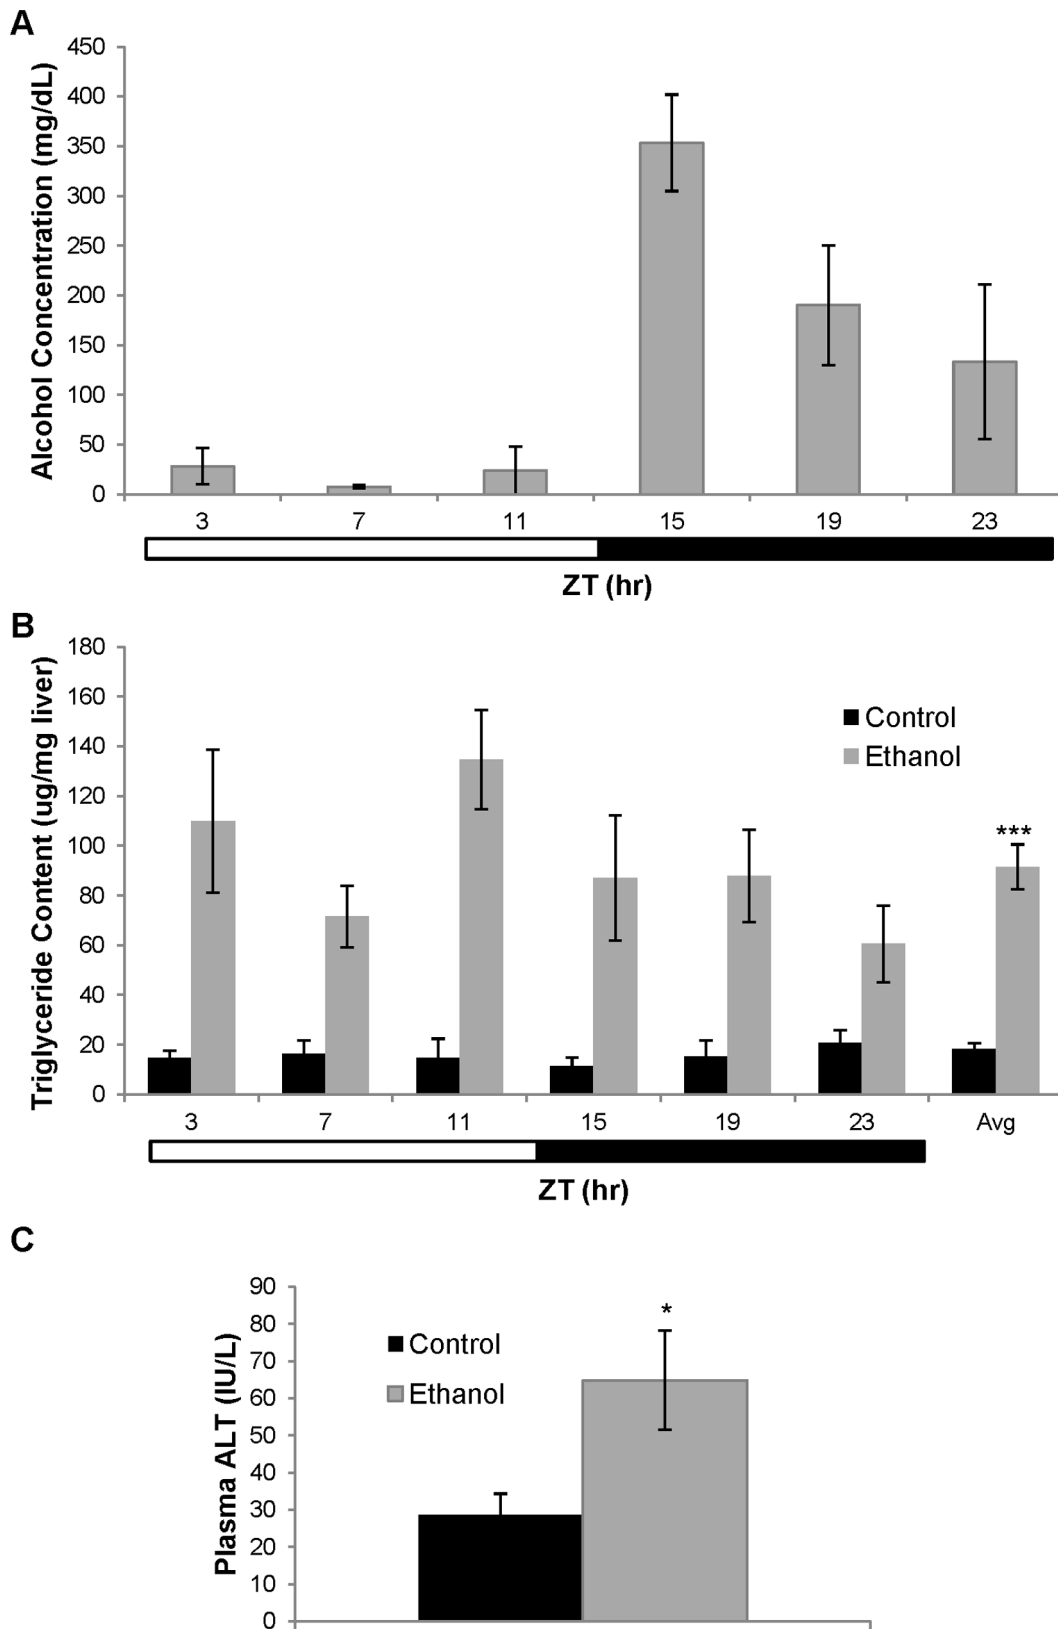 A
Alcohol Concentration (mg/dL)
450
400
350
300
250
200
150
100
50
0
3 7 11 15 19 23
ZT (hr)
B
Triglyceride Content (ug/mg liver)
180
160
140
120
100
80
60
40
20
0
Control
Ethanol
***
3 7 11 15 19 23 Avg
ZT (hr)
C
Plasma ALT (IU/L)
90
80
70
60
50
40
30
20
10
0
Control
Ethanol
*